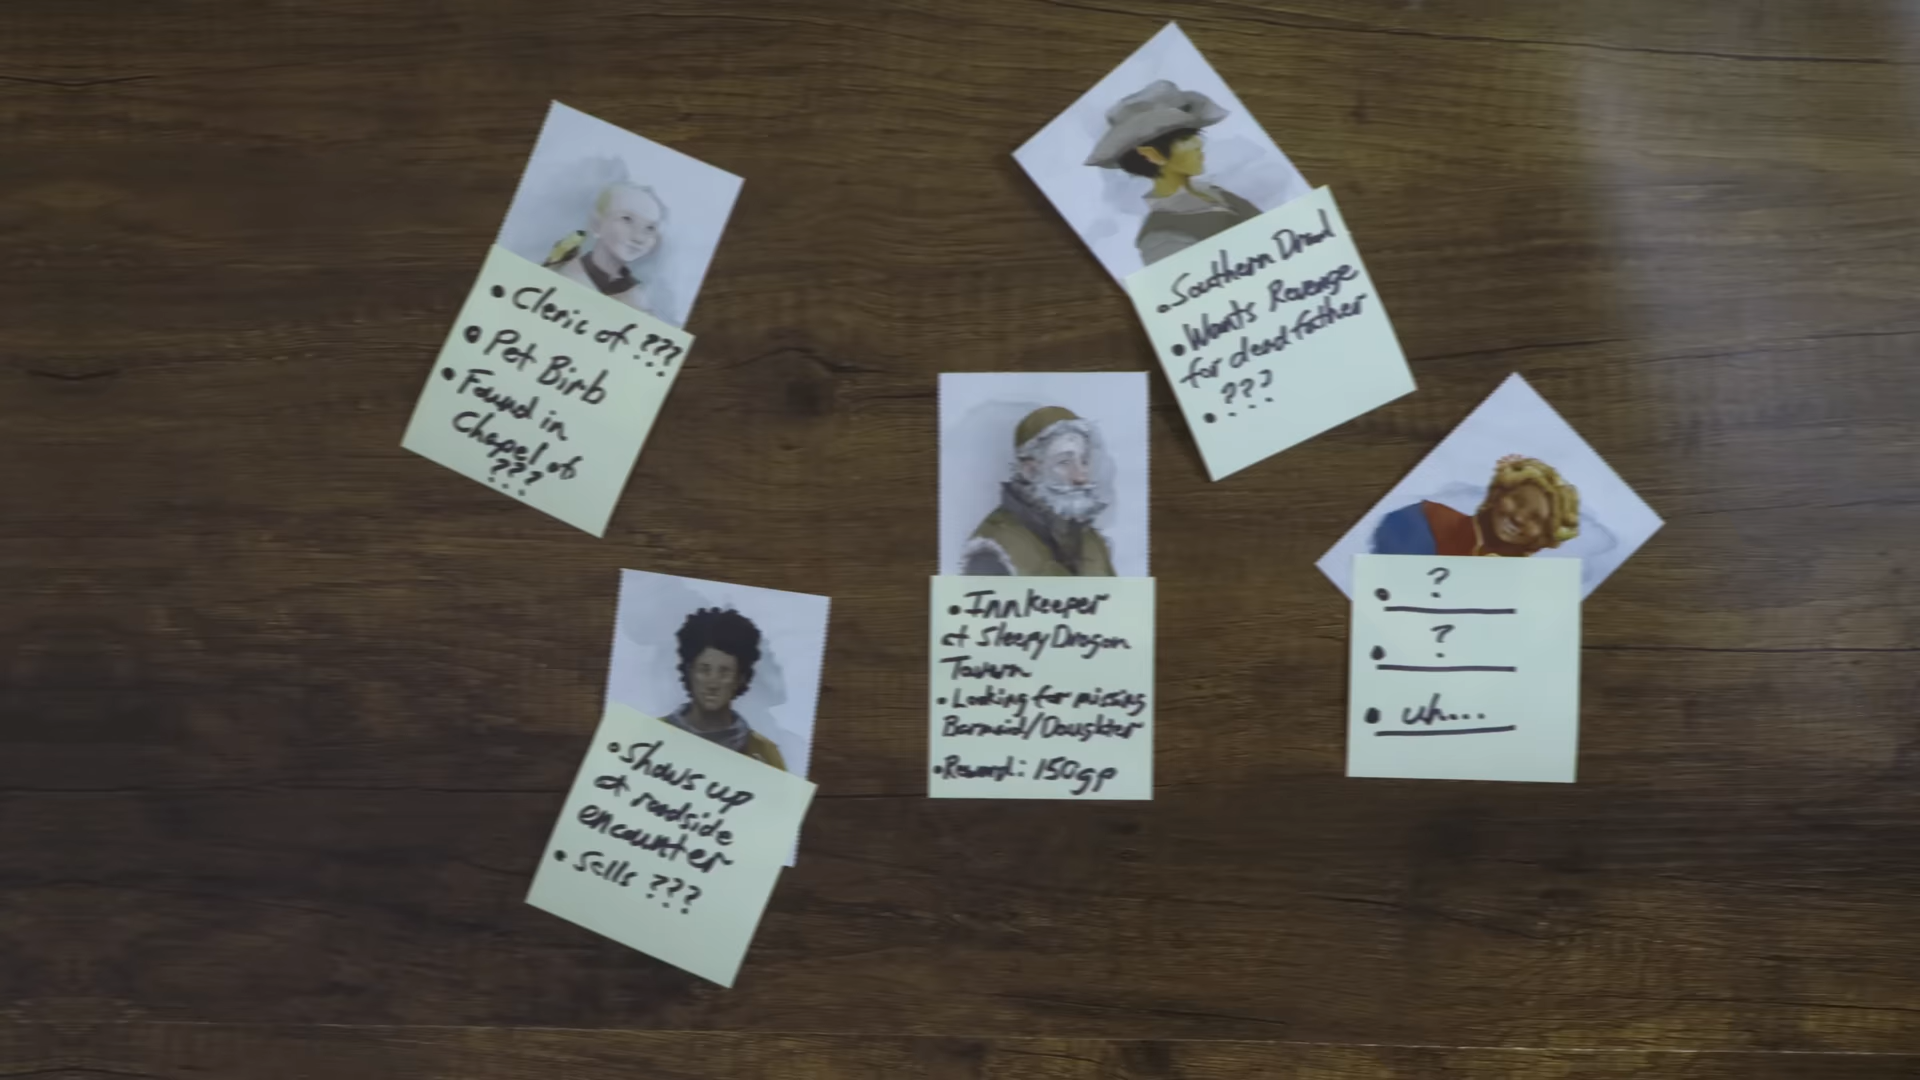 • Cleric of ???
• Pet Birb
• Found in
Chapel of
???
• Southern Drawl
• Wants Revenge
for dead father
• ???
• Shows up
at roadside
encounter
• Sells ???
• Innkeeper
at Sleepy Dragon
Tavern
• Looking for missing
Barmaid/Daughter
• Reward: 150gp
• ?
• ?
• uh...